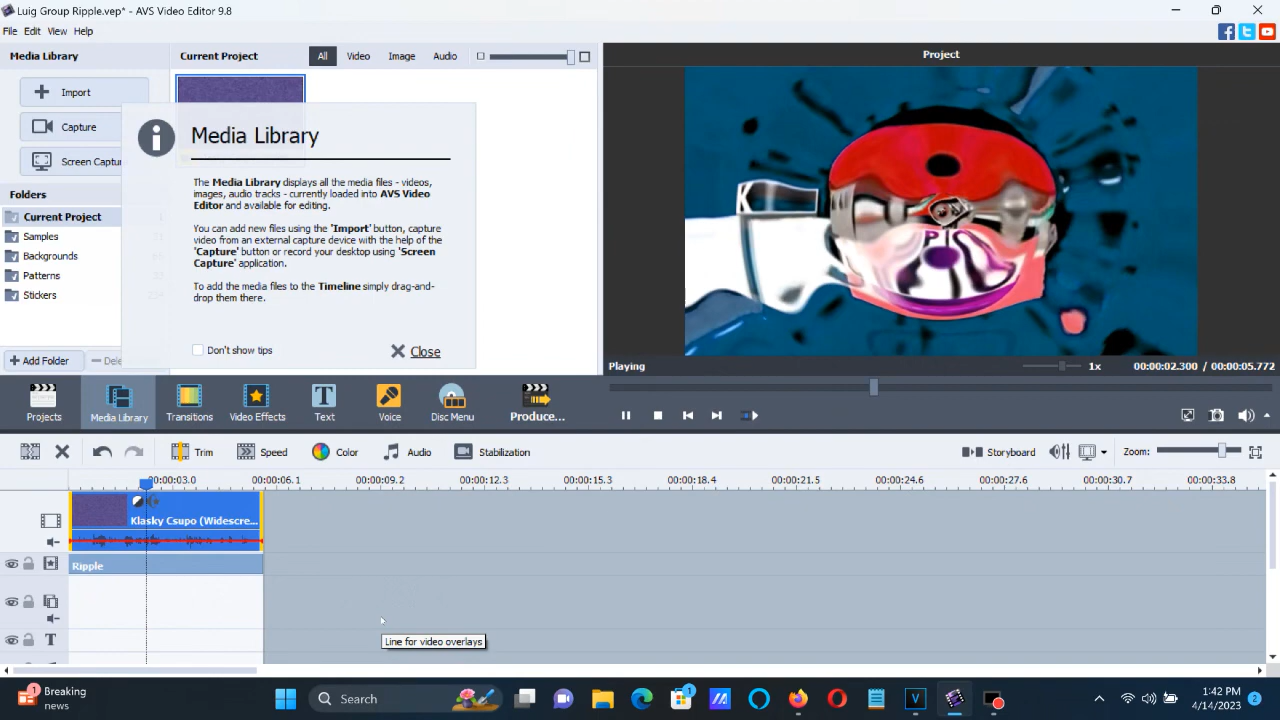 Luig Group Ripple.vep* - AVS Video Editor 9.8
File Edit View Help
Media Library
Current Project
All
Video
Image
Audio
Project
Import
Capture
Screen Captu
Folders
Current Project
Samples
Backgrounds
Patterns
Stickers
Add Folder
Dele
Media Library
The Media Library displays all the media files - videos,
images, audio tracks - currently loaded into AVS Video
Editor and available for editing.
You can add new files using the 'Import' button, capture
video from an external capture device with the help of the
'Capture' button or record your desktop using 'Screen
Capture' application.
To add the media files to the Timeline simply drag-and-
drop them there.
Don't show tips
Close
Playing
1x
00:00:02.300 / 00:00:05.772
Projects
Media Library
Transitions
Video Effects
Text
Voice
Disc Menu
Produce...
Trim
Speed
Color
Audio
Stabilization
Storyboard
Zoom:
00:00:03.0
00:00:06.1
00:00:09.2
00:00:12.3
00:00:15.3
00:00:18.4
00:00:21.5
00:00:24.6
00:00:27.6
00:00:30.7
00:00:33.8
Klasky Csupo (Widescre...
Ripple
Line for video overlays
Breaking
news
Search
1:42 PM
4/14/2023